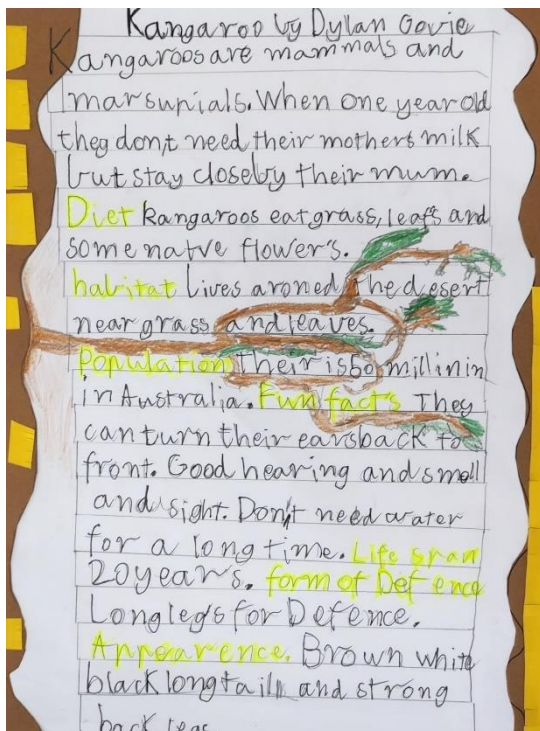 Kangaroo by Dylan Govie
Kangaroos are mammals and
marsupials. When one year old
they don,t need their mothers milk
but stay closeby their mum.
Diet kangaroos eat grass, leafs and
some natve flower's.
habitat Lives aroned the desert
near grass and leaves.
Population their is 50 millinin
in Australia. Fun facts They
can turn their ears back to
front. Good hearing and smell
and sight. Don't need water
for a long time. Life span
20 years. form of Defence
Long legs for Defence.
Appearence. Brown white
black long tail and strong
back legs